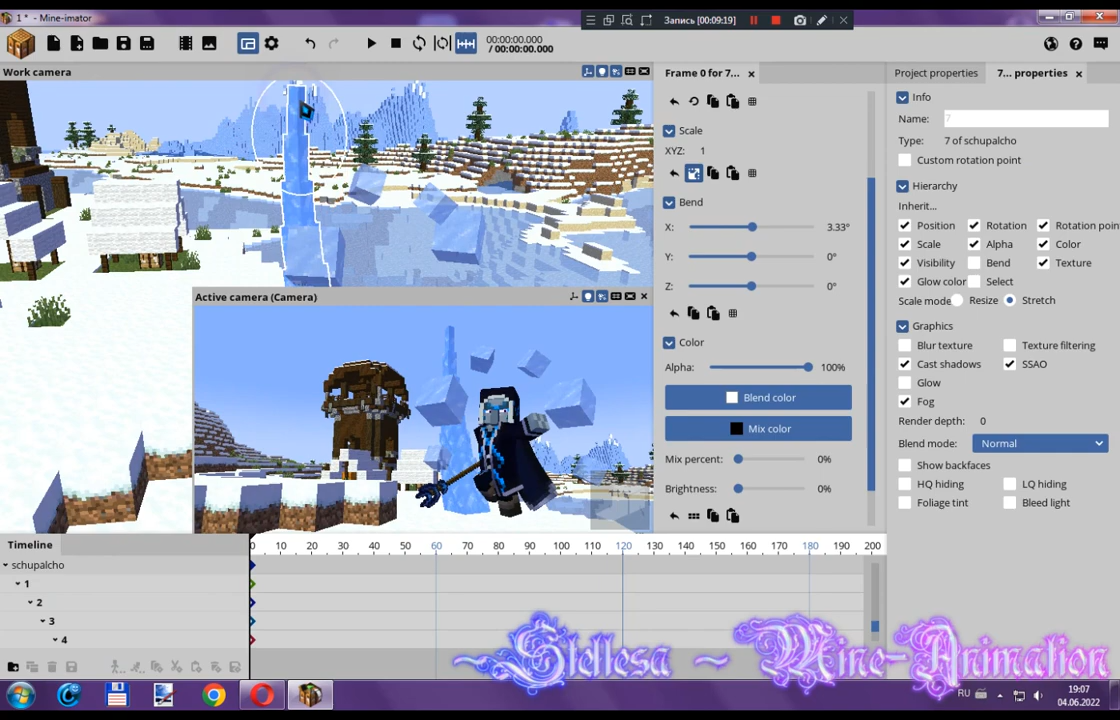 1 * - Mine-imator
Запись [00:09:19]
00:00:00.000
/ 00:00:00.000
Work camera
Active camera (Camera)
Frame 0 for 7...
Scale
XYZ: 1
Bend
X: 3.33°
Y: 0°
Z: 0°
Color
Alpha: 100%
Blend color
Mix color
Mix percent: 0%
Brightness: 0%
Project properties 7... properties
Info
Name: 7
Type: 7 of schupalcho
Custom rotation point
Hierarchy
Inherit...
Position Rotation Rotation poin
Scale Alpha Color
Visibility Bend Texture
Glow color Select
Scale mode Resize Stretch
Graphics
Blur texture Texture filtering
Cast shadows SSAO
Glow
Fog
Render depth: 0
Blend mode: Normal
Show backfaces
HQ hiding LQ hiding
Foliage tint Bleed light
Timeline
0 10 20 30 40 50 60 70 80 90 100 110 120 130 140 150 160 170 180 190 200
schupalcho
1
2
3
4
~Stellesa ~ Mine-Animation
RU
19:07
04.06.2022